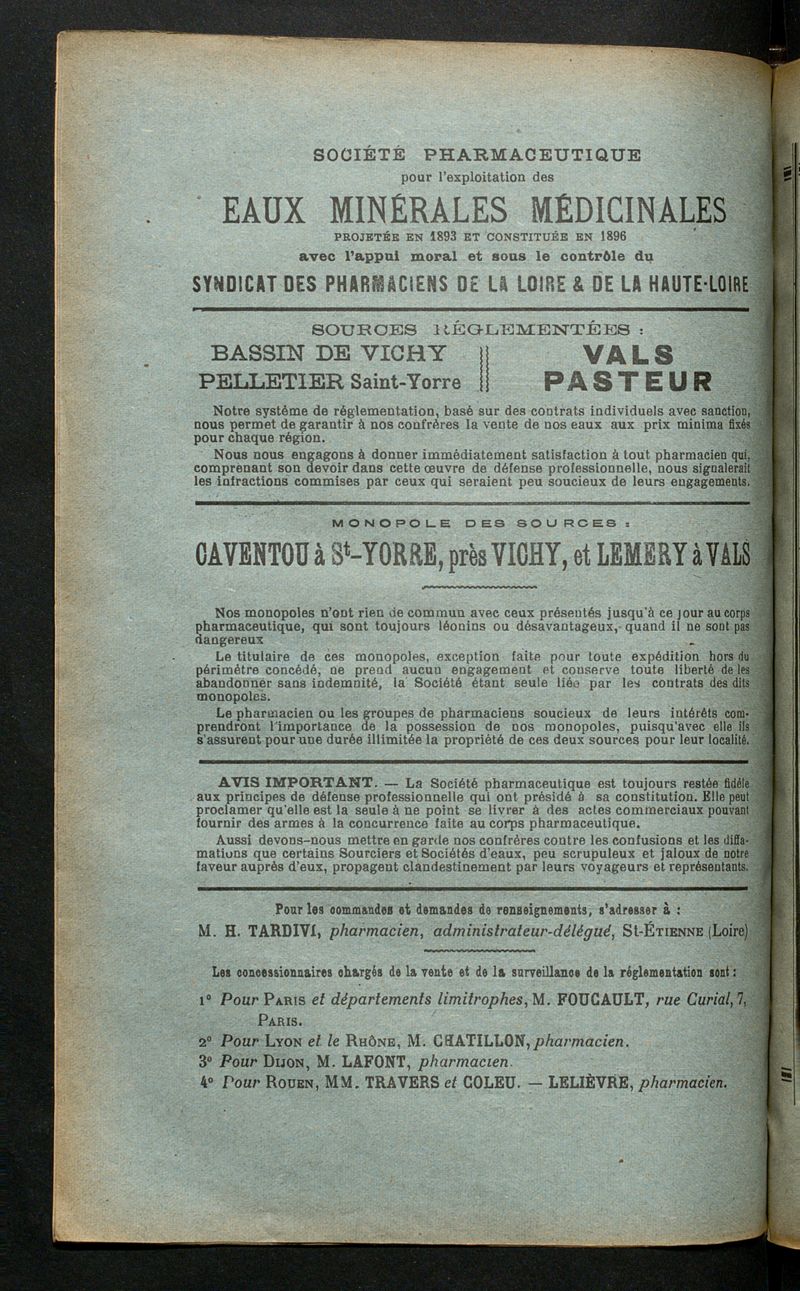 SOCIÉTÉ PHARMACEUTIQUE
pour l'exploitation des
EAUX MINÉRALES MÉDICINALES
PROJETÉE EN 1893 ET CONSTITUÉE EN 1896
avec l'appui moral et sous le contrôle du
SYNDICAT DES PHARMACIENS DE LA LOIRE & DE LA HAUTE-LOIRE
SOURCES RÉGLEMENTÉES :
BASSIN DE VICHY
PELLETIER Saint-Yorre
VALS
PASTEUR
Notre système de réglementation, basé sur des contrats individuels avec sanction,
nous permet de garantir à nos confrères la vente de nos eaux aux prix minima fixés
pour chaque région.
Nous nous engageons à donner immédiatement satisfaction à tout pharmacien qui,
comprenant son devoir dans cette œuvre de défense professionnelle, nous signalerait
les infractions commises par ceux qui seraient peu soucieux de leurs engagements.
MONOPOLE DES SOURCES :
CAVENTOU à St-YORRE, près VICHY, et LEMERY à VALS
Nos monopoles n'ont rien de commun avec ceux présentés jusqu'à ce jour au corps
pharmaceutique, qui sont toujours léonins ou désavantageux, quand il ne sont pas
dangereux
Le titulaire de ces monopoles, exception faite pour toute expédition hors du
périmètre concédé, ne prend aucun engagement et conserve toute liberté de les
abandonner sans indemnité, la Société étant seule liée par les contrats des dits
monopoles.
Le pharmacien ou les groupes de pharmaciens soucieux de leurs intérêts com-
prendront l'importance de la possession de nos monopoles, puisqu'avec elle ils
s'assurent pour une durée illimitée la propriété de ces deux sources pour leur localité.
AVIS IMPORTANT. — La Société pharmaceutique est toujours restée fidèle
aux principes de défense professionnelle qui ont présidé à sa constitution. Elle peut
proclamer qu'elle est la seule à ne point se livrer à des actes commerciaux pouvant
fournir des armes à la concurrence faite au corps pharmaceutique.
Aussi devons-nous mettre en garde nos confrères contre les confusions et les diffa-
mations que certains Sourciers et Sociétés d'eaux, peu scrupuleux et jaloux de notre
faveur auprès d'eux, propagent clandestinement par leurs voyageurs et représentants.
Pour les commandes et demandes de renseignements, s'adresser à :
M. H. TARDIVI, pharmacien, administrateur-délégué, St-ÉTIENNE (Loire)
Les concessionnaires chargés de la vente et de la surveillance de la réglementation sont :
1° Pour PARIS et départements limitrophes, M. FOUCAULT, rue Curial, 7,
PARIS.
2° Pour LYON et le RHÔNE, M. CHATILLON, pharmacien.
3° Pour DIJON, M. LAFONT, pharmacien.
4° Pour ROUEN, MM. TRAVERS et COLEU. — LELIÈVRE, pharmacien.